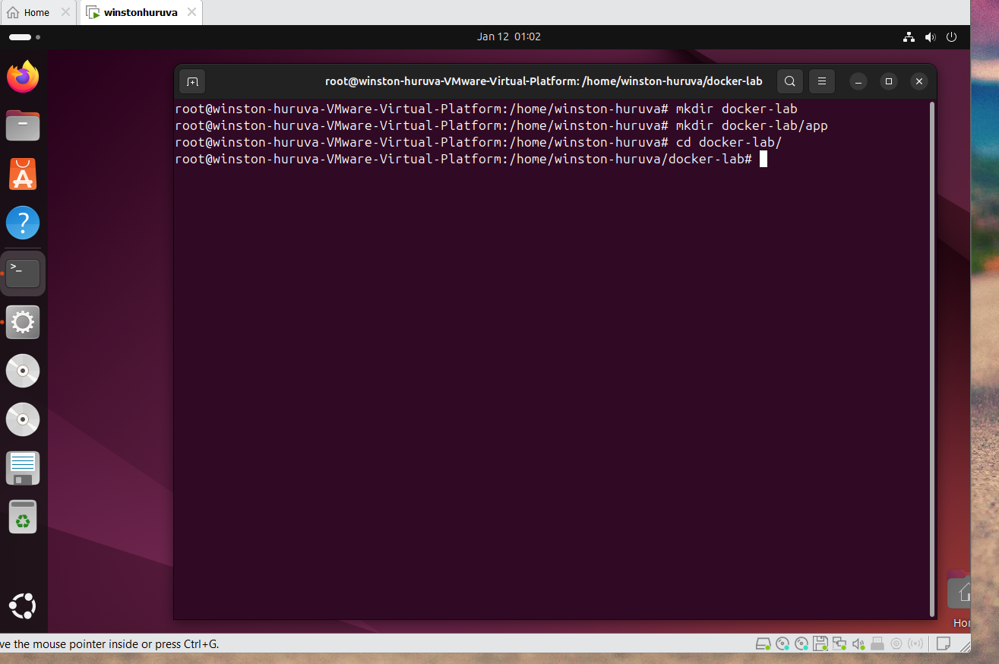 Home
winstonhuruva
Jan 12 01:02
root@winston-huruva-VMware-Virtual-Platform: /home/winston-huruva/docker-lab
root@winston-huruva-VMware-Virtual-Platform:/home/winston-huruva# mkdir docker-lab
root@winston-huruva-VMware-Virtual-Platform:/home/winston-huruva# mkdir docker-lab/app
root@winston-huruva-VMware-Virtual-Platform:/home/winston-huruva# cd docker-lab/
root@winston-huruva-VMware-Virtual-Platform:/home/winston-huruva/docker-lab#
>_
?
A
Hor
ve the mouse pointer inside or press Ctrl+G.